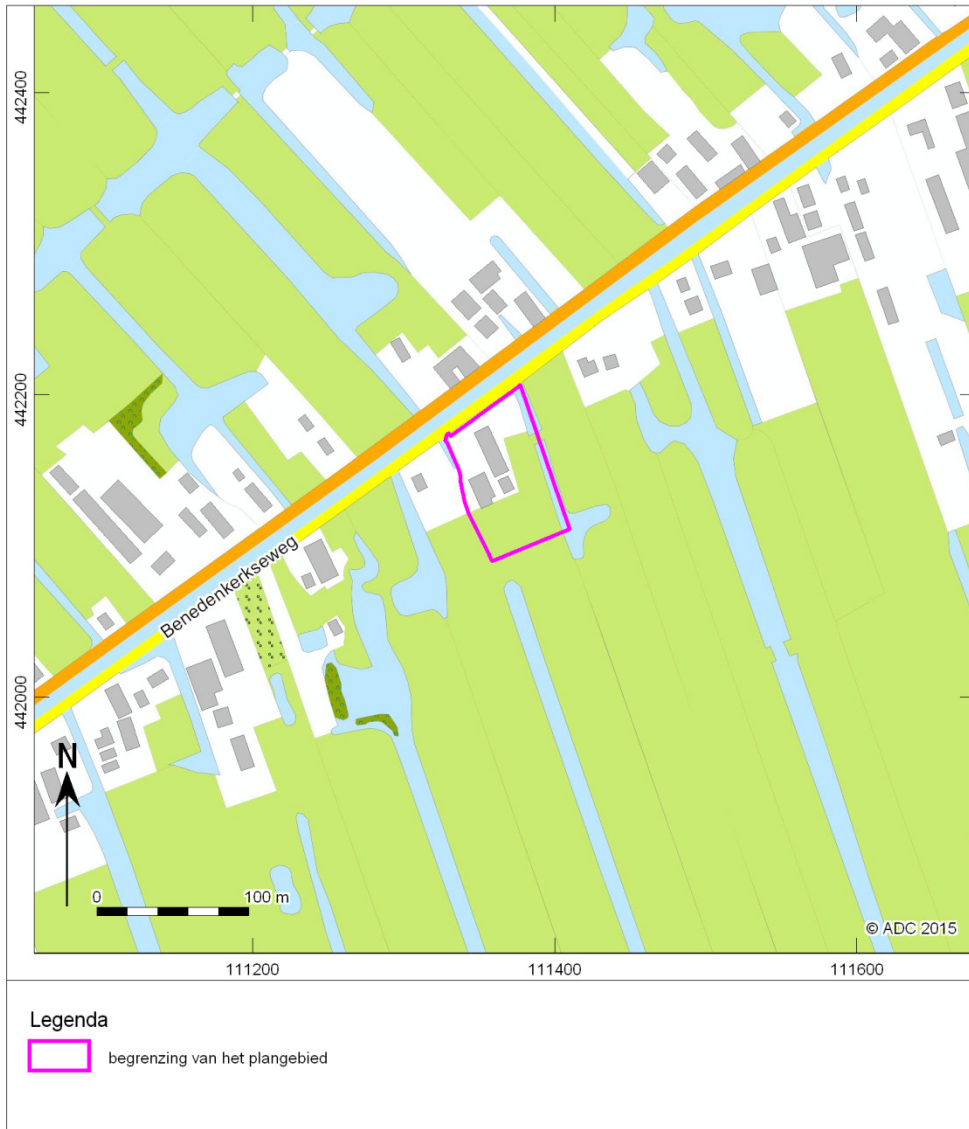 442400
442200
442000
Benedenkerkseweg
N
0 100 m
© ADC 2015
111200 111400 111600
Legenda
begrenzing van het plangebied